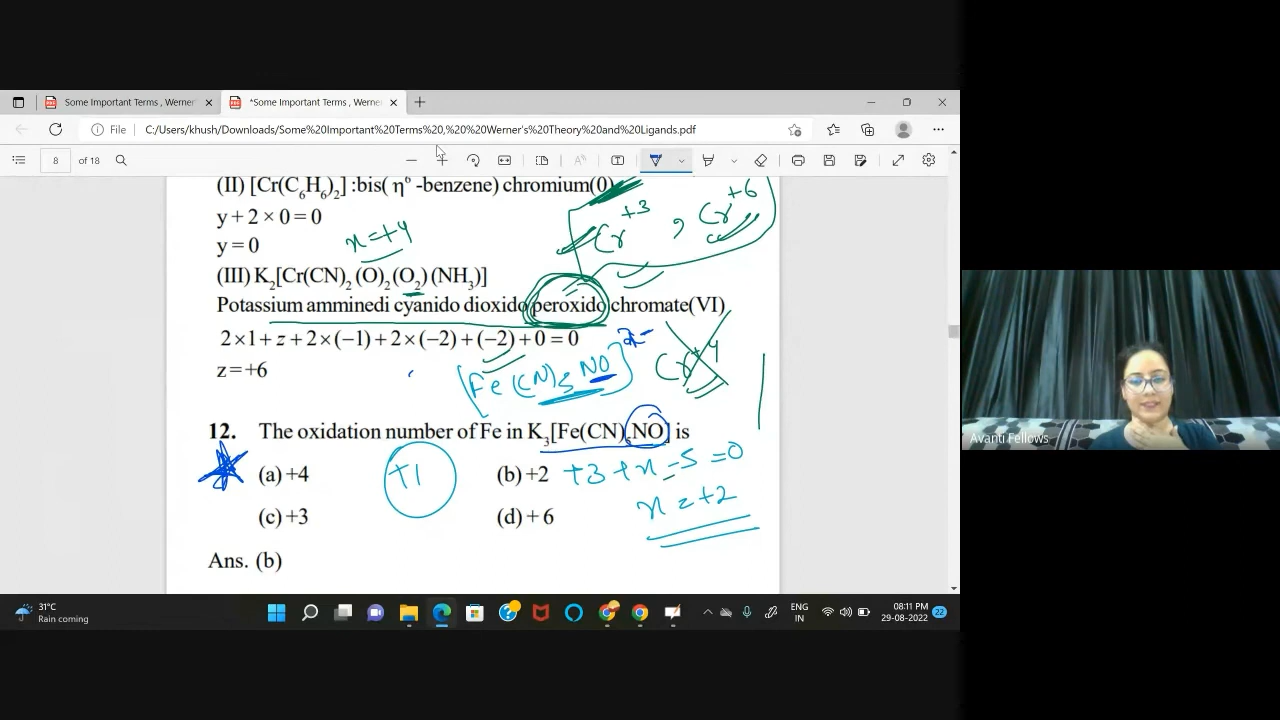 Some Important Terms , Werner
*Some Important Terms , Werner
File
C:/Users/khush/Downloads/Some%20Important%20Terms%20,%20%20Werner's%20Theory%20and%20Ligands.pdf
8 of 18
(II) [Cr(C6H6)2] :bis( η⁶ -benzene) chromium(0)
y + 2 × 0 = 0
Cr+3 , Cr+6
x = +4
y = 0
(III) K2[Cr(CN)2 (O)2 (O2) (NH3)]
Potassium amminedi cyanido dioxido peroxido chromate(VI)
2×1 + z + 2×(−1) + 2×(−2) + (−2) + 0 = 0
z = +6
[Fe (CN)5 NO]
Cr+4
12. The oxidation number of Fe in K3[Fe(CN)5NO] is
(a) +4
+1
(b) +2
+3 + x − 5 = 0
x = +2
(c) +3
(d) + 6
Ans. (b)
Avanti Fellows
31°C
Rain coming
ENG
IN
08:11 PM
29-08-2022
22